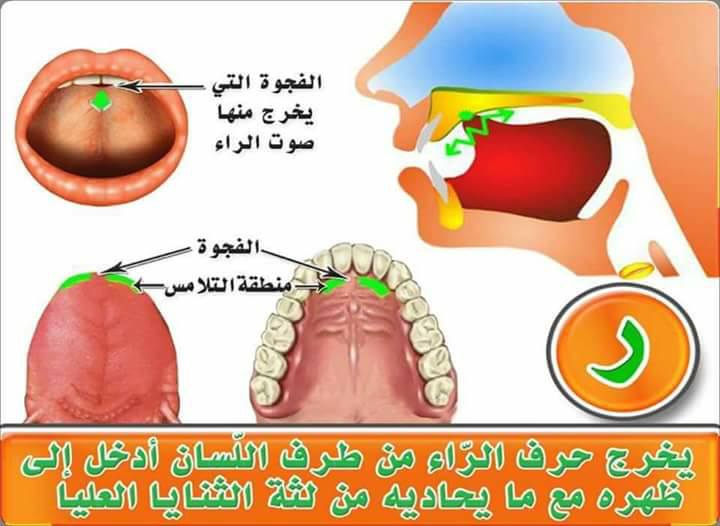 الفجوة التي
يخرج منها
صوت الراء
الفجوة
منطقة التلامس
ر
يخرج حرف الرّاء من طرف اللّسان أدخل إلى
ظهره مع ما يحاديه من لثة الثنايا العليا